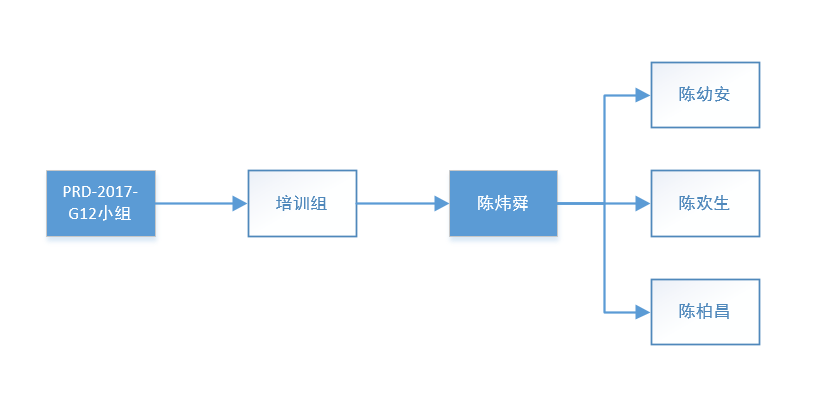 PRD-2017-
G12小组
培训组
陈炜舜
陈幼安
陈欢生
陈柏昌